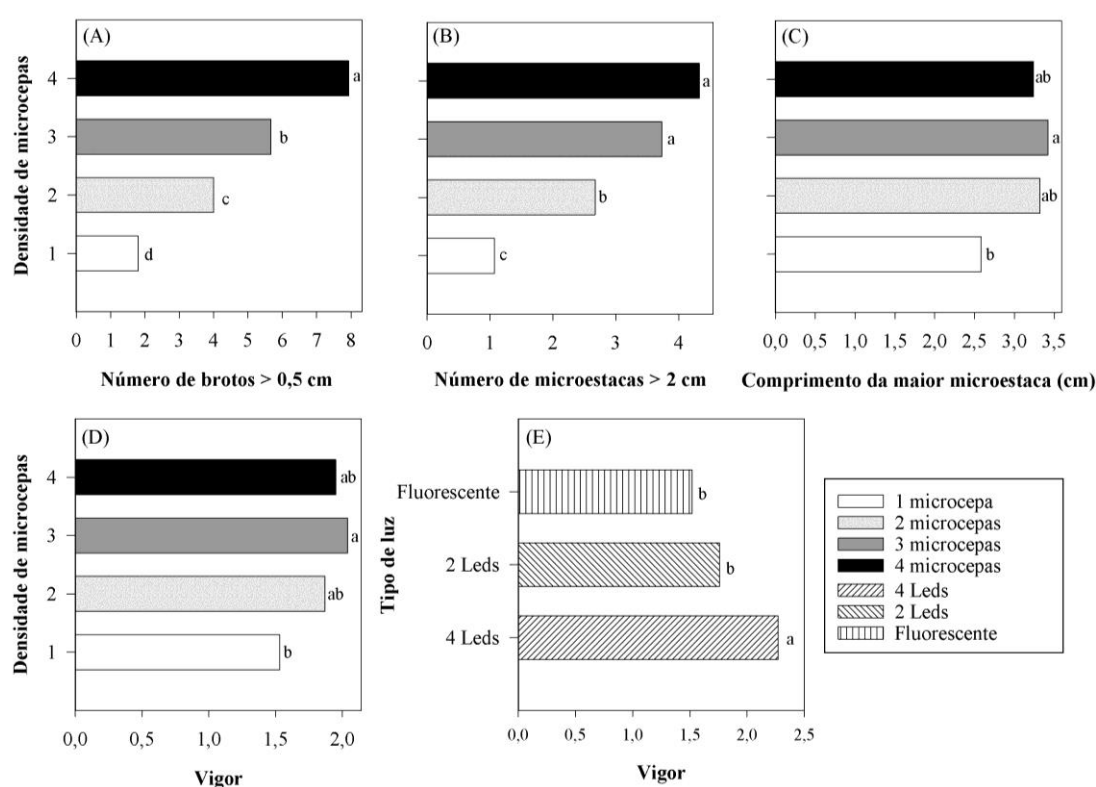 (A)
Densidade de microcepas
4
3
2
1
a
b
c
d
0 1 2 3 4 5 6 7 8
Número de brotos > 0,5 cm
(B)
a
a
b
c
0 1 2 3 4
Número de microestacas > 2 cm
(C)
ab
a
ab
b
0,0 0,5 1,0 1,5 2,0 2,5 3,0 3,5
Comprimento da maior microestaca (cm)
(D)
Densidade de microcepas
4
3
2
1
ab
a
ab
b
0,0 0,5 1,0 1,5 2,0
Vigor
(E)
Tipo de luz
Fluorescente
2 Leds
4 Leds
b
b
a
0,0 0,5 1,0 1,5 2,0 2,5
Vigor
1 microcepa
2 microcepas
3 microcepas
4 microcepas
4 Leds
2 Leds
Fluorescente